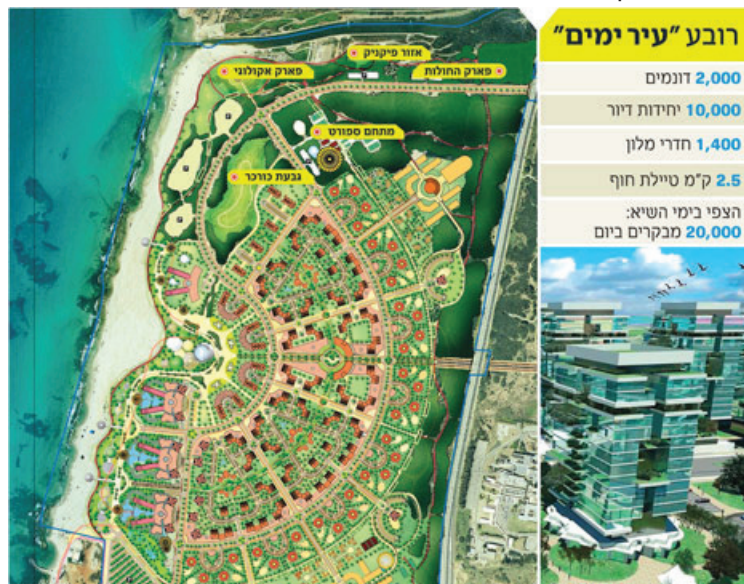 רובע "עיר ימים"
2,000 דונמים
10,000 יחידות דיור
1,400 חדרי מלון
2.5 ק"מ טיילת חוף
הצפי בימי השיא:
20,000 מבקרים ביום
אזור פיקניק
פארק אקולוגי
פארק החולות
מתחם ספורט
גבעת כורכר